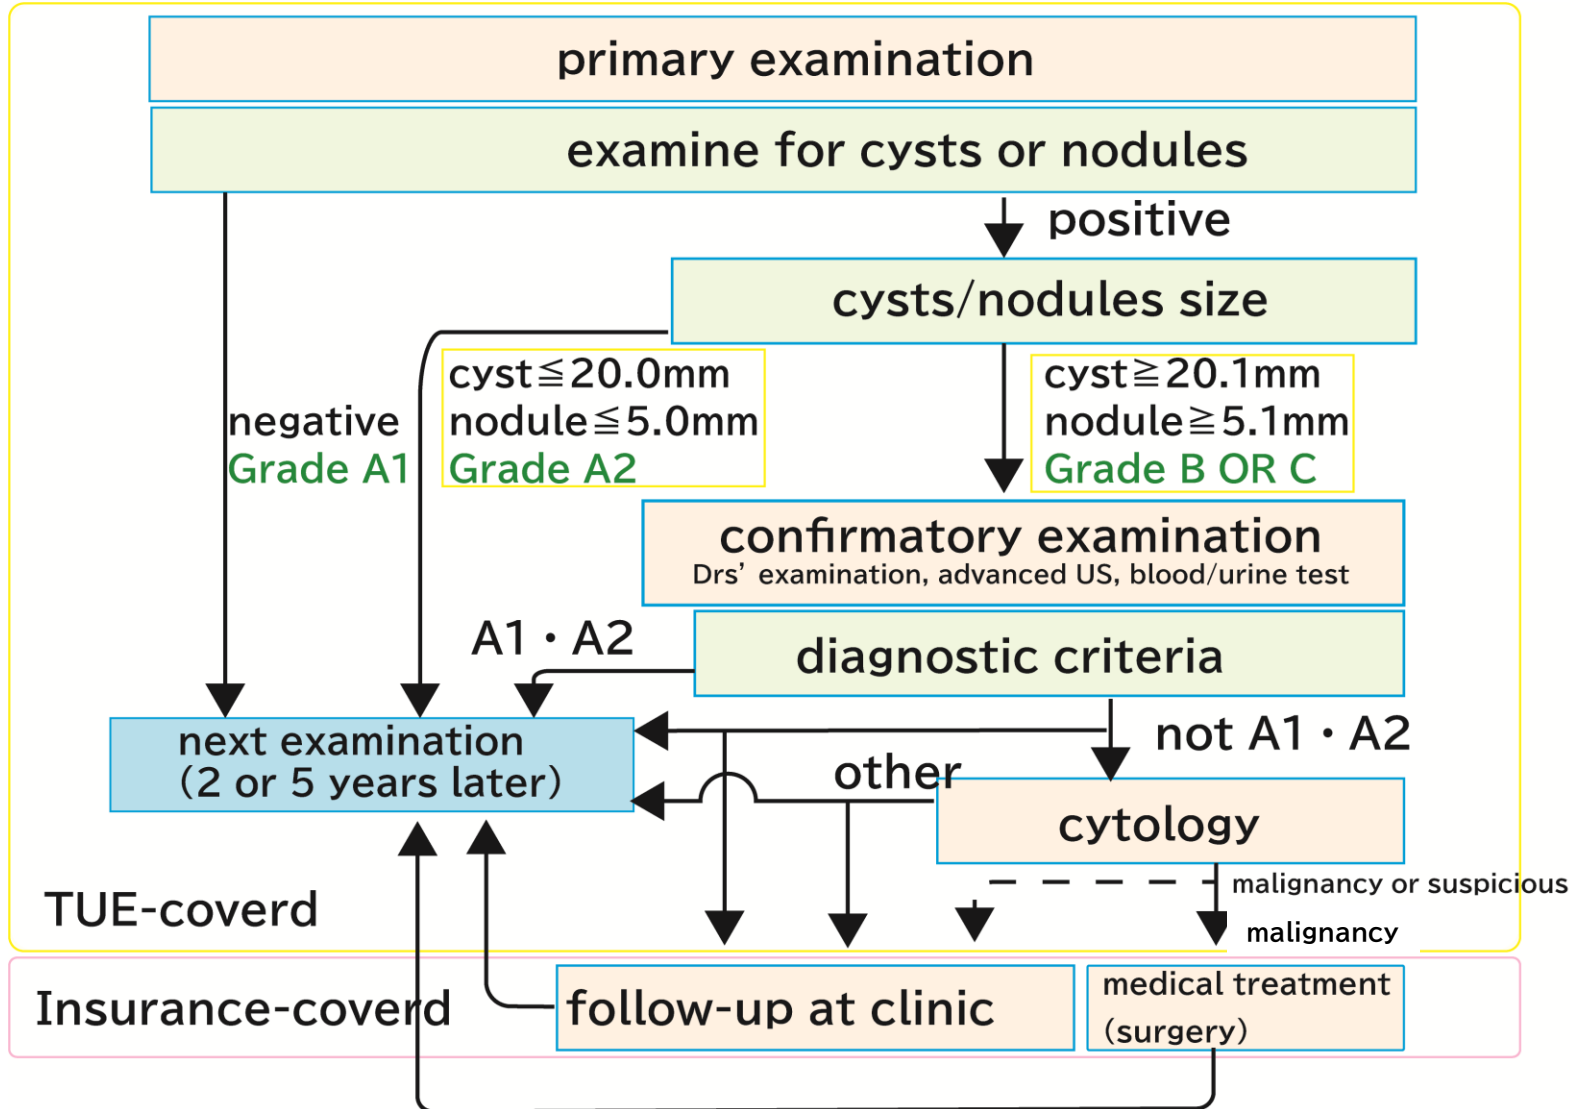 primary examination
examine for cysts or nodules
positive
cysts/nodules size
cyst≦20.0mm
nodule≦5.0mm
Grade A2
cyst≧20.1mm
nodule≧5.1mm
Grade B OR C
negative
Grade A1
confirmatory examination
Drs’ examination, advanced US, blood/urine test
A1・A2
diagnostic criteria
next examination
(2 or 5 years later)
not A1・A2
other
cytology
malignancy or suspicious
malignancy
TUE-coverd
Insurance-coverd
follow-up at clinic
medical treatment
(surgery)